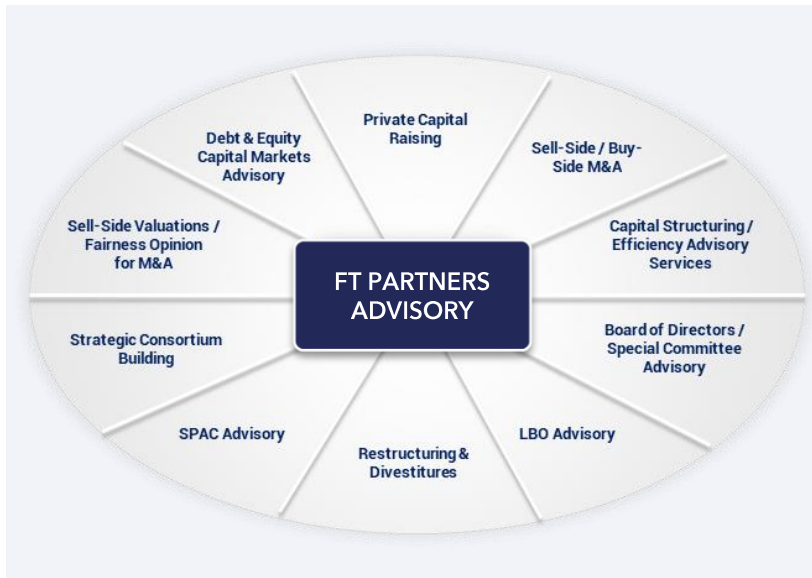 Private Capital
Raising
Debt & Equity
Capital Markets
Advisory
Sell-Side / Buy-
Side M&A
Sell-Side Valuations /
Fairness Opinion
for M&A
Capital Structuring /
Efficiency Advisory
Services
FT PARTNERS
ADVISORY
Strategic Consortium
Building
Board of Directors /
Special Committee
Advisory
SPAC Advisory
LBO Advisory
Restructuring &
Divestitures